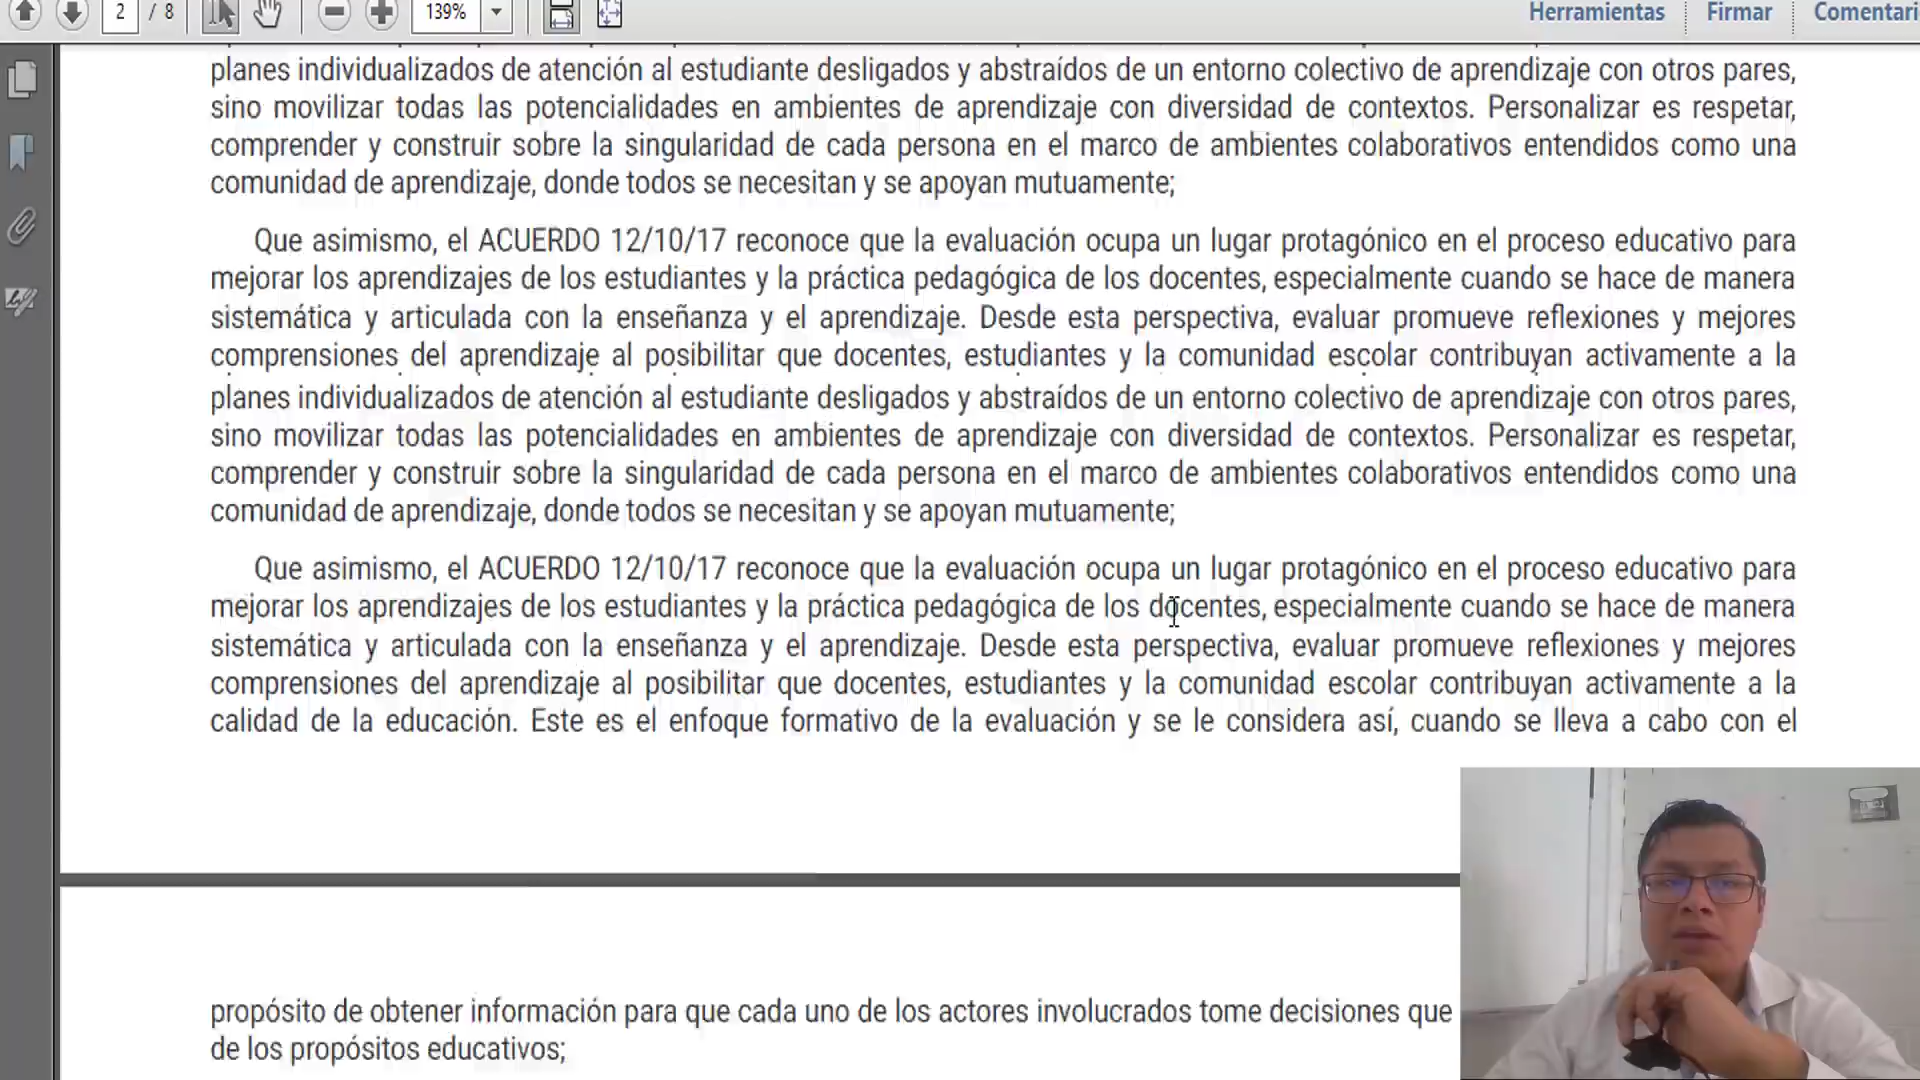 2 / 8
139%
Herramientas
Firmar
Comentari
planes individualizados de atención al estudiante desligados y abstraídos de un entorno colectivo de aprendizaje con otros pares,
sino movilizar todas las potencialidades en ambientes de aprendizaje con diversidad de contextos. Personalizar es respetar,
comprender y construir sobre la singularidad de cada persona en el marco de ambientes colaborativos entendidos como una
comunidad de aprendizaje, donde todos se necesitan y se apoyan mutuamente;
Que asimismo, el ACUERDO 12/10/17 reconoce que la evaluación ocupa un lugar protagónico en el proceso educativo para
mejorar los aprendizajes de los estudiantes y la práctica pedagógica de los docentes, especialmente cuando se hace de manera
sistemática y articulada con la enseñanza y el aprendizaje. Desde esta perspectiva, evaluar promueve reflexiones y mejores
comprensiones del aprendizaje al posibilitar que docentes, estudiantes y la comunidad escolar contribuyan activamente a la
planes individualizados de atención al estudiante desligados y abstraídos de un entorno colectivo de aprendizaje con otros pares,
sino movilizar todas las potencialidades en ambientes de aprendizaje con diversidad de contextos. Personalizar es respetar,
comprender y construir sobre la singularidad de cada persona en el marco de ambientes colaborativos entendidos como una
comunidad de aprendizaje, donde todos se necesitan y se apoyan mutuamente;
Que asimismo, el ACUERDO 12/10/17 reconoce que la evaluación ocupa un lugar protagónico en el proceso educativo para
mejorar los aprendizajes de los estudiantes y la práctica pedagógica de los docentes, especialmente cuando se hace de manera
sistemática y articulada con la enseñanza y el aprendizaje. Desde esta perspectiva, evaluar promueve reflexiones y mejores
comprensiones del aprendizaje al posibilitar que docentes, estudiantes y la comunidad escolar contribuyan activamente a la
calidad de la educación. Este es el enfoque formativo de la evaluación y se le considera así, cuando se lleva a cabo con el
propósito de obtener información para que cada uno de los actores involucrados tome decisiones que
de los propósitos educativos;